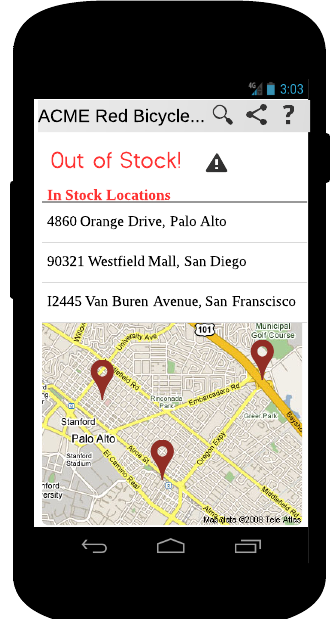 4G 3:03
ACME Red Bicycle... ?
Out of Stock!
In Stock Locations
4860 Orange Drive, Palo Alto
90321 Westfield Mall, San Diego
I2445 Van Buren Avenue, San Franscisco
101
Municipal
Golf Course
University Ave
Rinconada
Park
Embarcadero Rd
Greer Park
Stanford
Palo Alto
Stanford
Stadium
Alma st
Oregon Expy
El Camino Real
Middlefield Rd
Map data ©2008 Tele Atlas